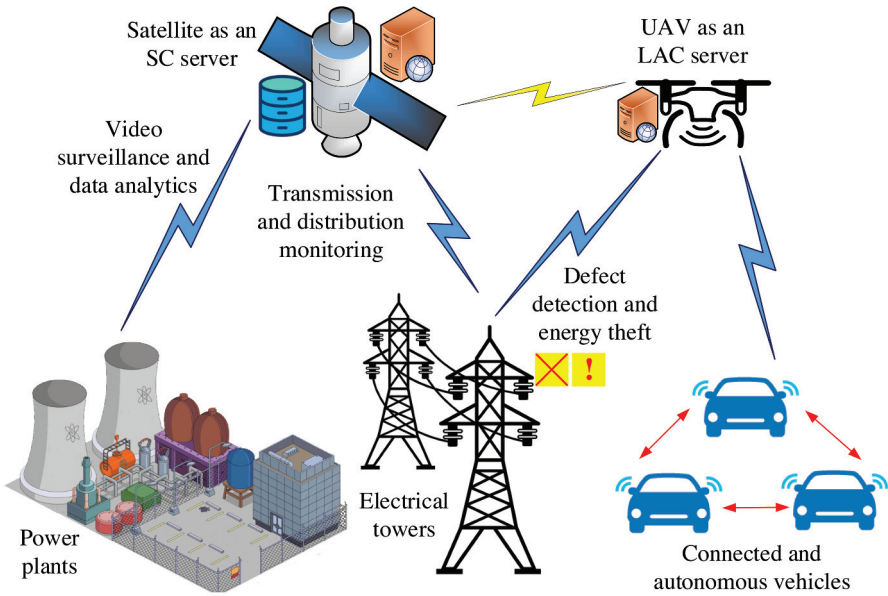 Satellite as an
SC server
UAV as an
LAC server
Video
surveillance and
data analytics
Transmission
and distribution
monitoring
Defect
detection and
energy theft
!
Electrical
towers
Power
plants
Connected and
autonomous vehicles